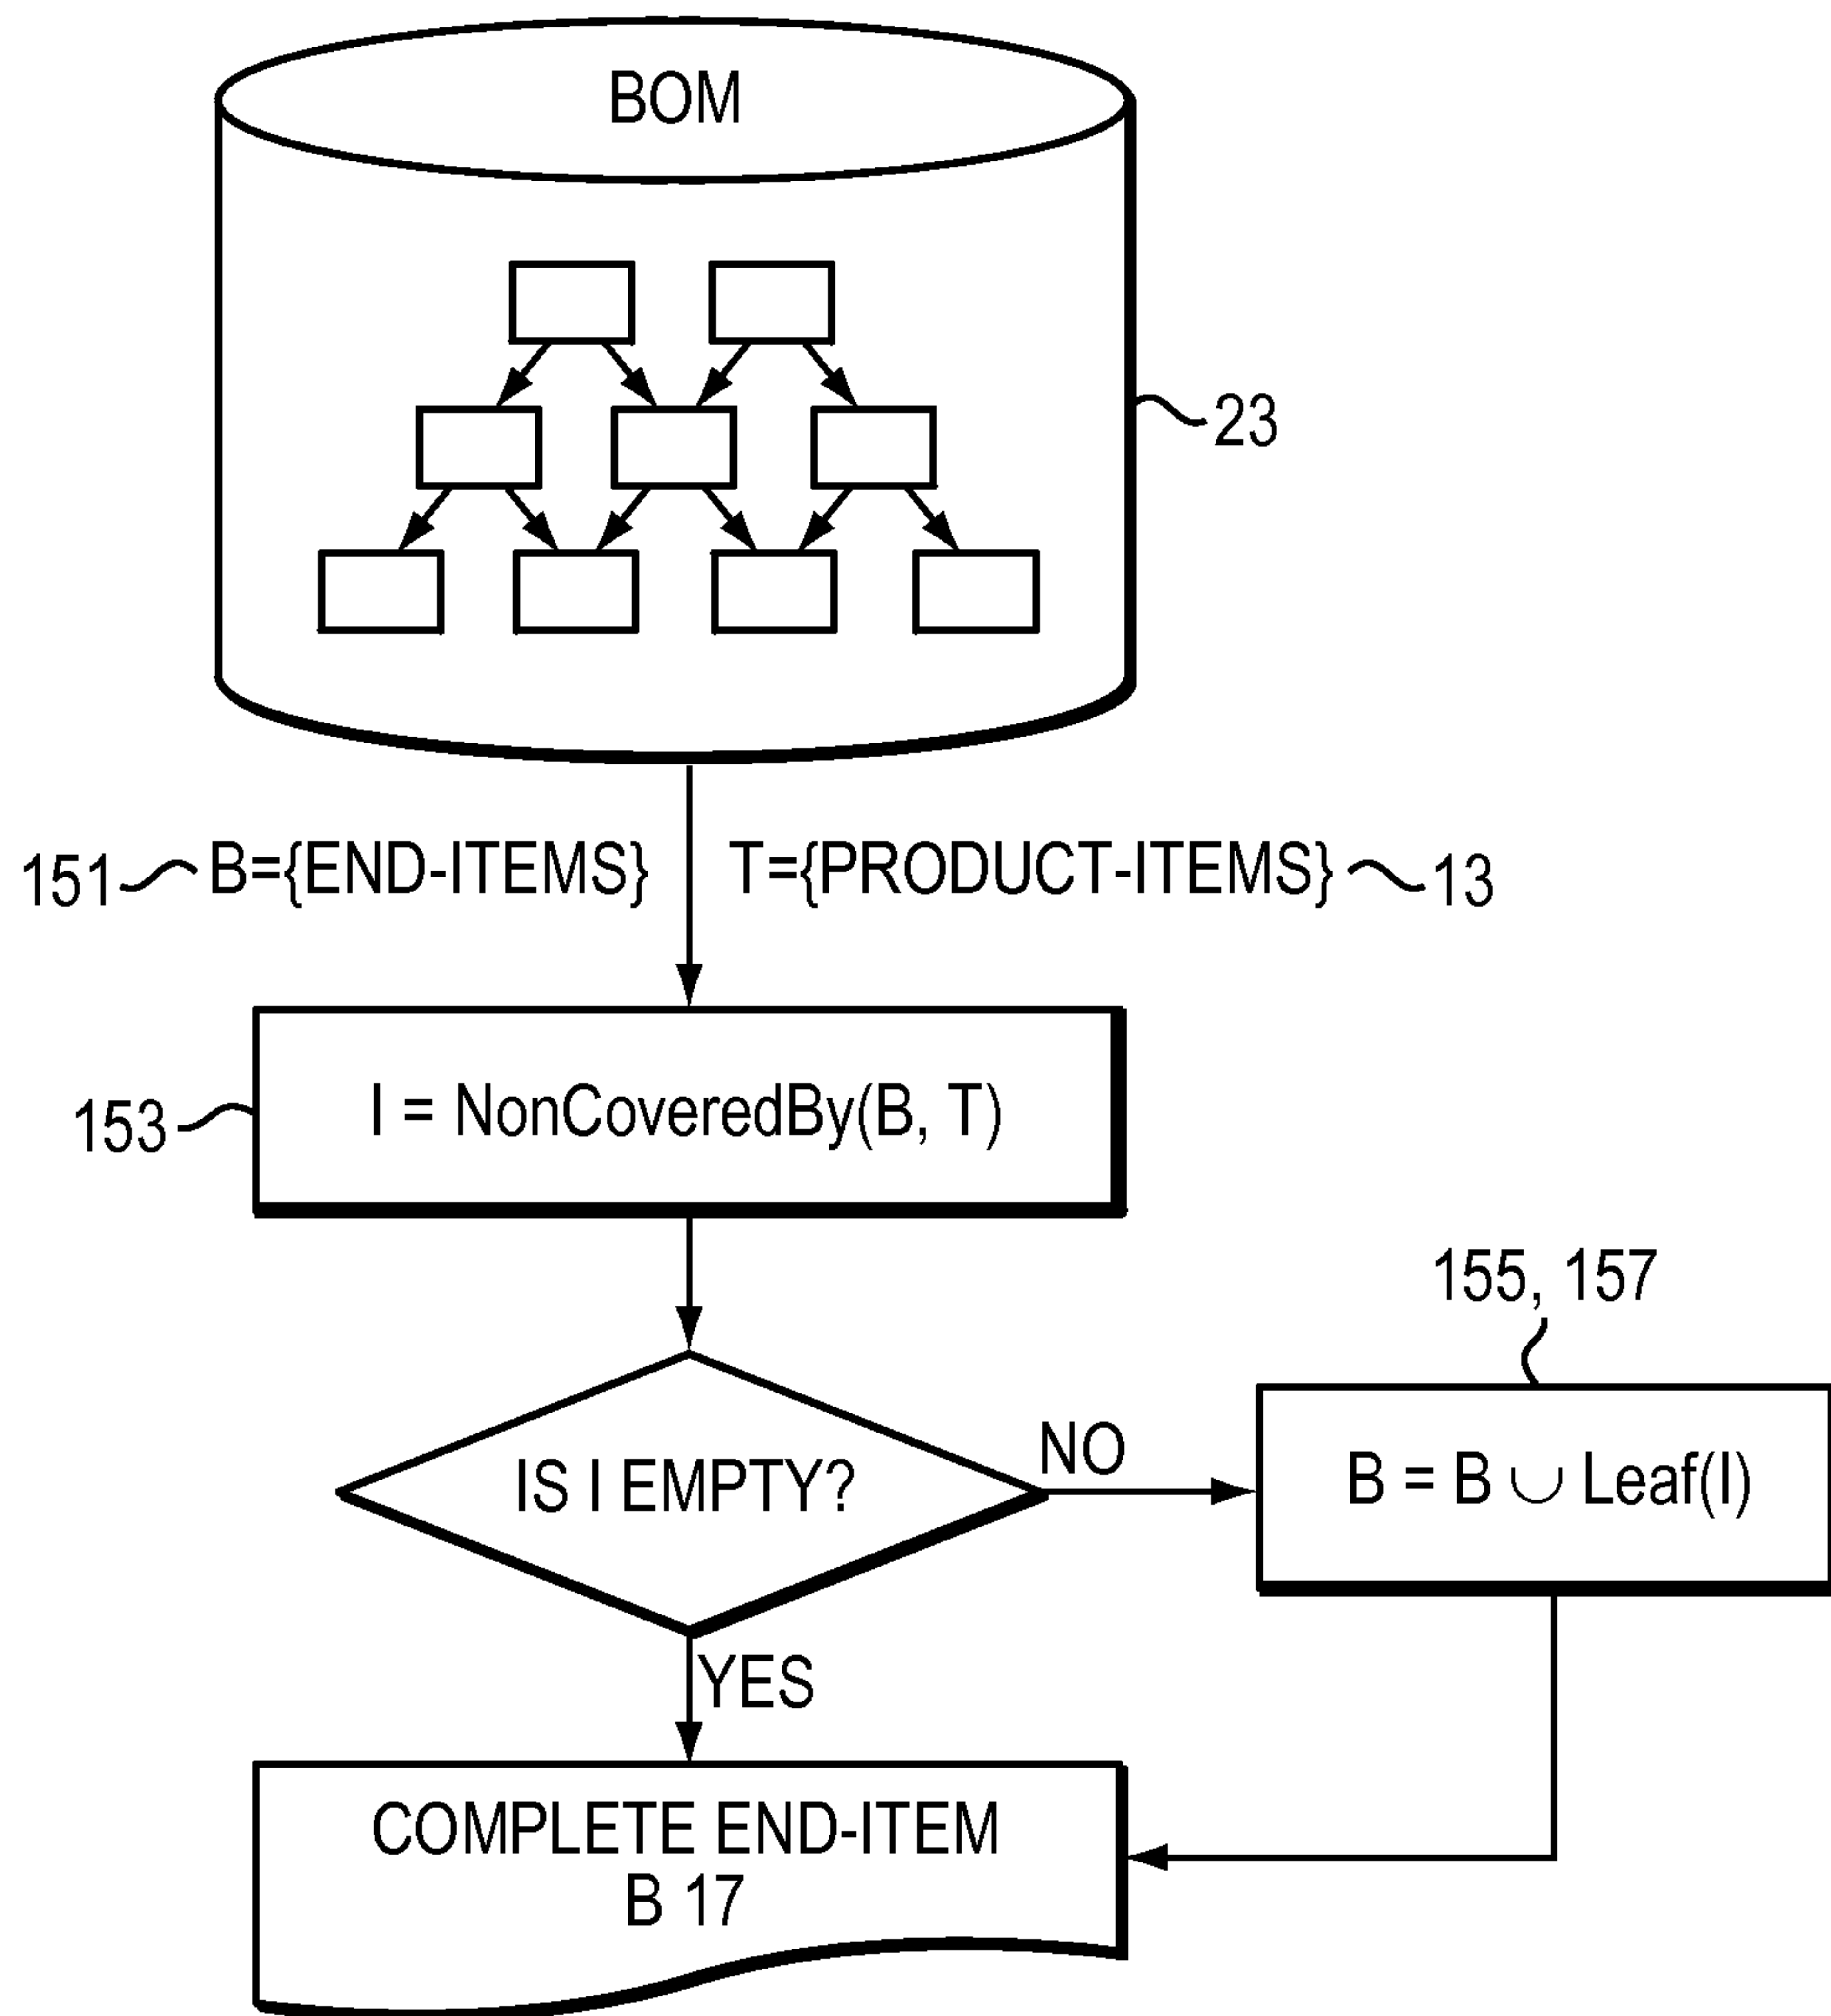 BOM
23
151 B={END-ITEMS} T={PRODUCT-ITEMS} 13
I = NonCoveredBy(B, T)
153
155, 157
IS I EMPTY?
NO
B = B ∪ Leaf(I)
YES
COMPLETE END-ITEM
B 17